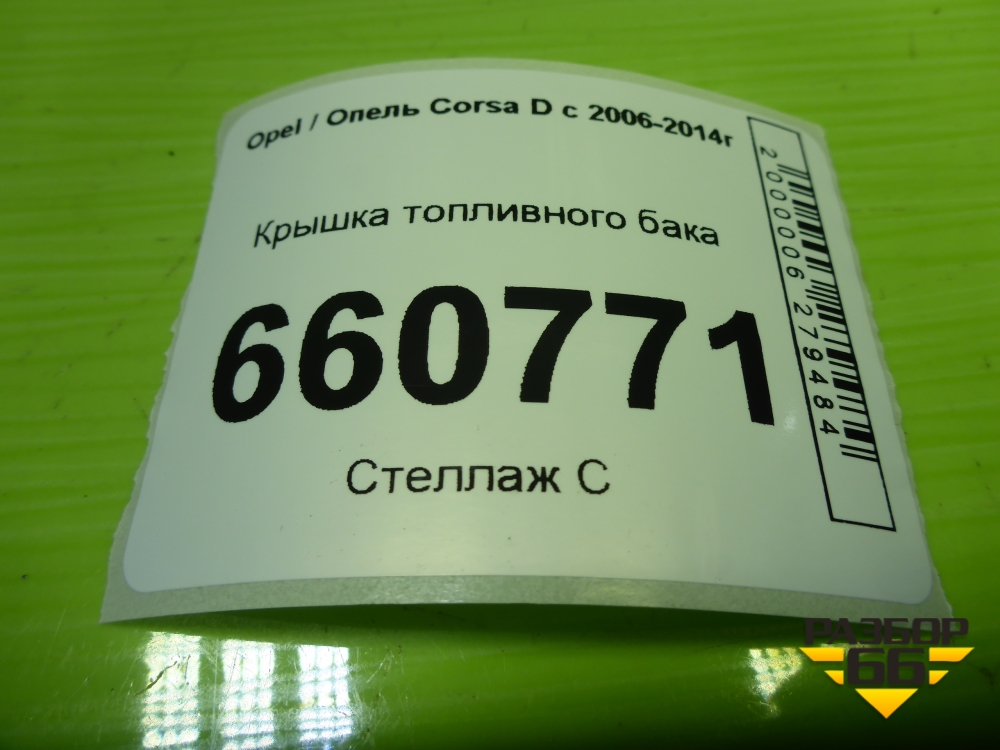 Opel / Опель Corsa D с 2006-2014г
Крышка топливного бака
660771
Стеллаж С
2000006279484
РАЗБОР
66